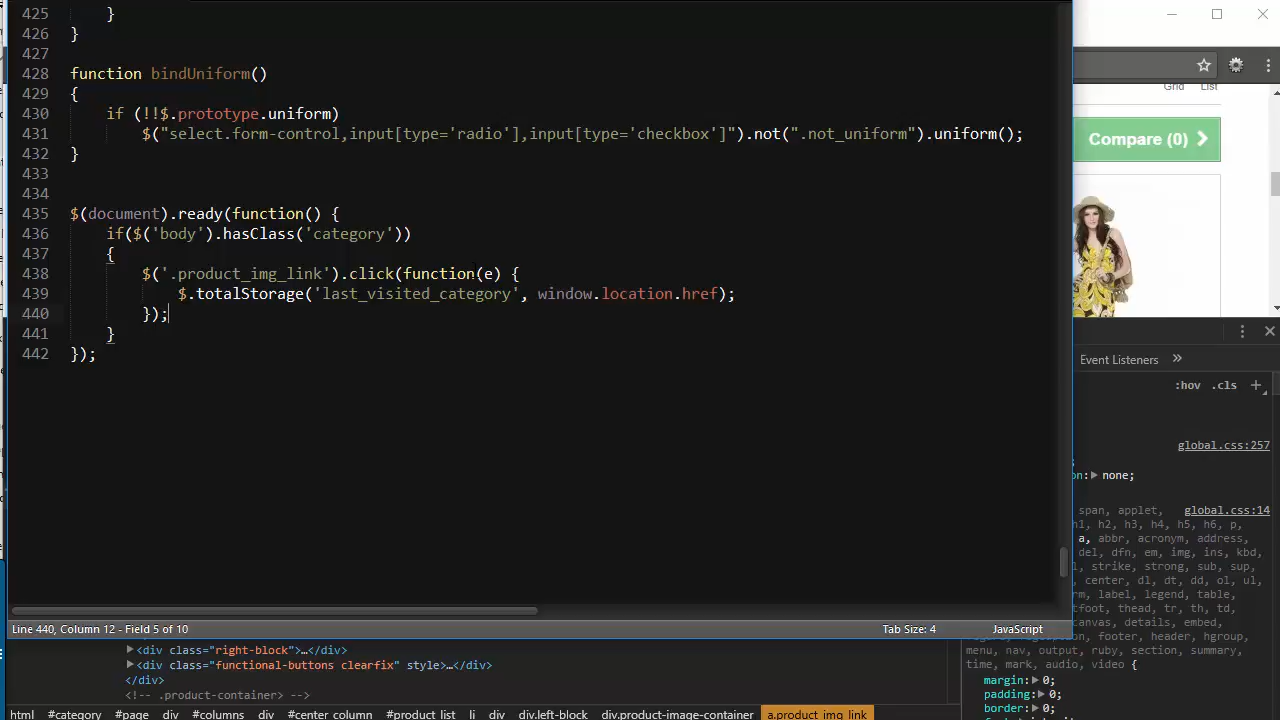 425 }
426 }
427
428 function bindUniform()
429 {
430 if (!!$.prototype.uniform)
431 $("select.form-control,input[type='radio'],input[type='checkbox']").not(".not_uniform").uniform();
432 }
433
434
435 $(document).ready(function() {
436 if($('body').hasClass('category'))
437 {
438 $('.product_img_link').click(function(e) {
439 $.totalStorage('last_visited_category', window.location.href);
440 });
441 }
442 });
Line 440, Column 12 - Field 5 of 10
Tab Size: 4
JavaScript
Grid List
Compare (0)
Event Listeners »
:hov .cls +
global.css:257
on: none;
span, applet, global.css:14
h1, h2, h3, h4, h5, h6, p,
a, abbr, acronym, address,
del, dfn, em, img, ins, kbd,
strike, strong, sub, sup,
center, dl, dt, dd, ol, ul,
label, legend, table,
tfoot, thead, tr, th, td,
details, embed,
footer, header, hgroup,
menu, nav, output, ruby, section, summary,
time, mark, audio, video {
margin: 0;
padding: 0;
border: 0;
<div class="right-block">…</div>
<div class="functional-buttons clearfix" style>…</div>
</div>
<!-- .product-container> -->
html #category #page div #columns div #center_column #product_list li div div.left-block div.product-image-container a.product_img_link